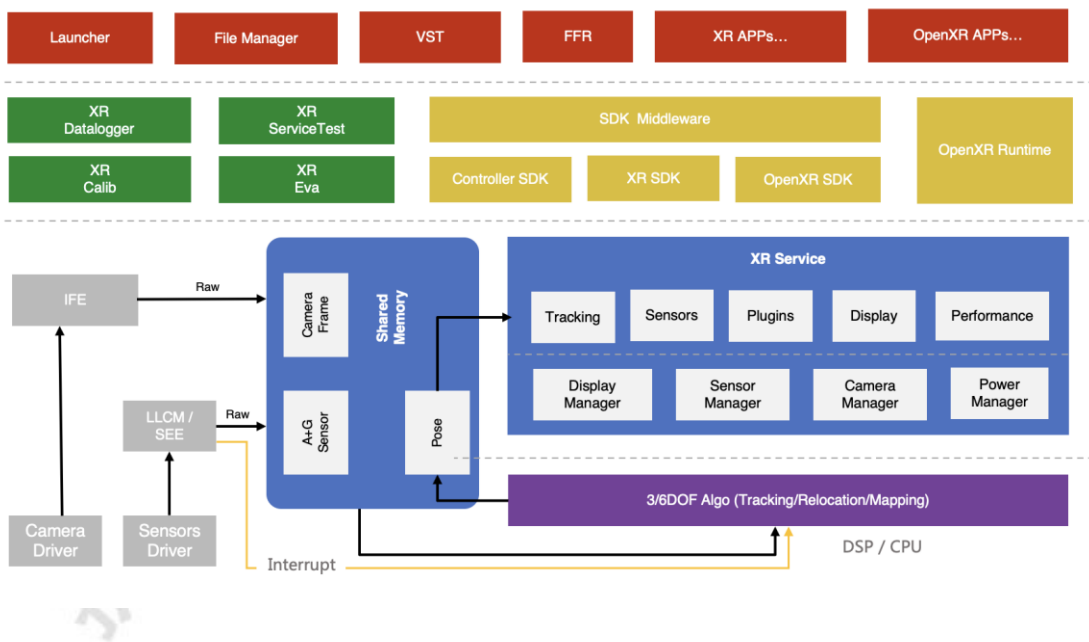 Launcher
File Manager
VST
FFR
XR APPs...
OpenXR APPs...
XR
Datalogger
XR
ServiceTest
SDK Middleware
OpenXR Runtime
XR
Calib
XR
Eva
Controller SDK
XR SDK
OpenXR SDK
IFE
Raw
Camera
Frame
Shared
Memory
XR Service
Tracking
Sensors
Plugins
Display
Performance
Display
Manager
Sensor
Manager
Camera
Manager
Power
Manager
LLCM /
SEE
Raw
A+G
Sensor
Pose
3/6DOF Algo (Tracking/Relocation/Mapping)
Camera
Driver
Sensors
Driver
Interrupt
DSP / CPU